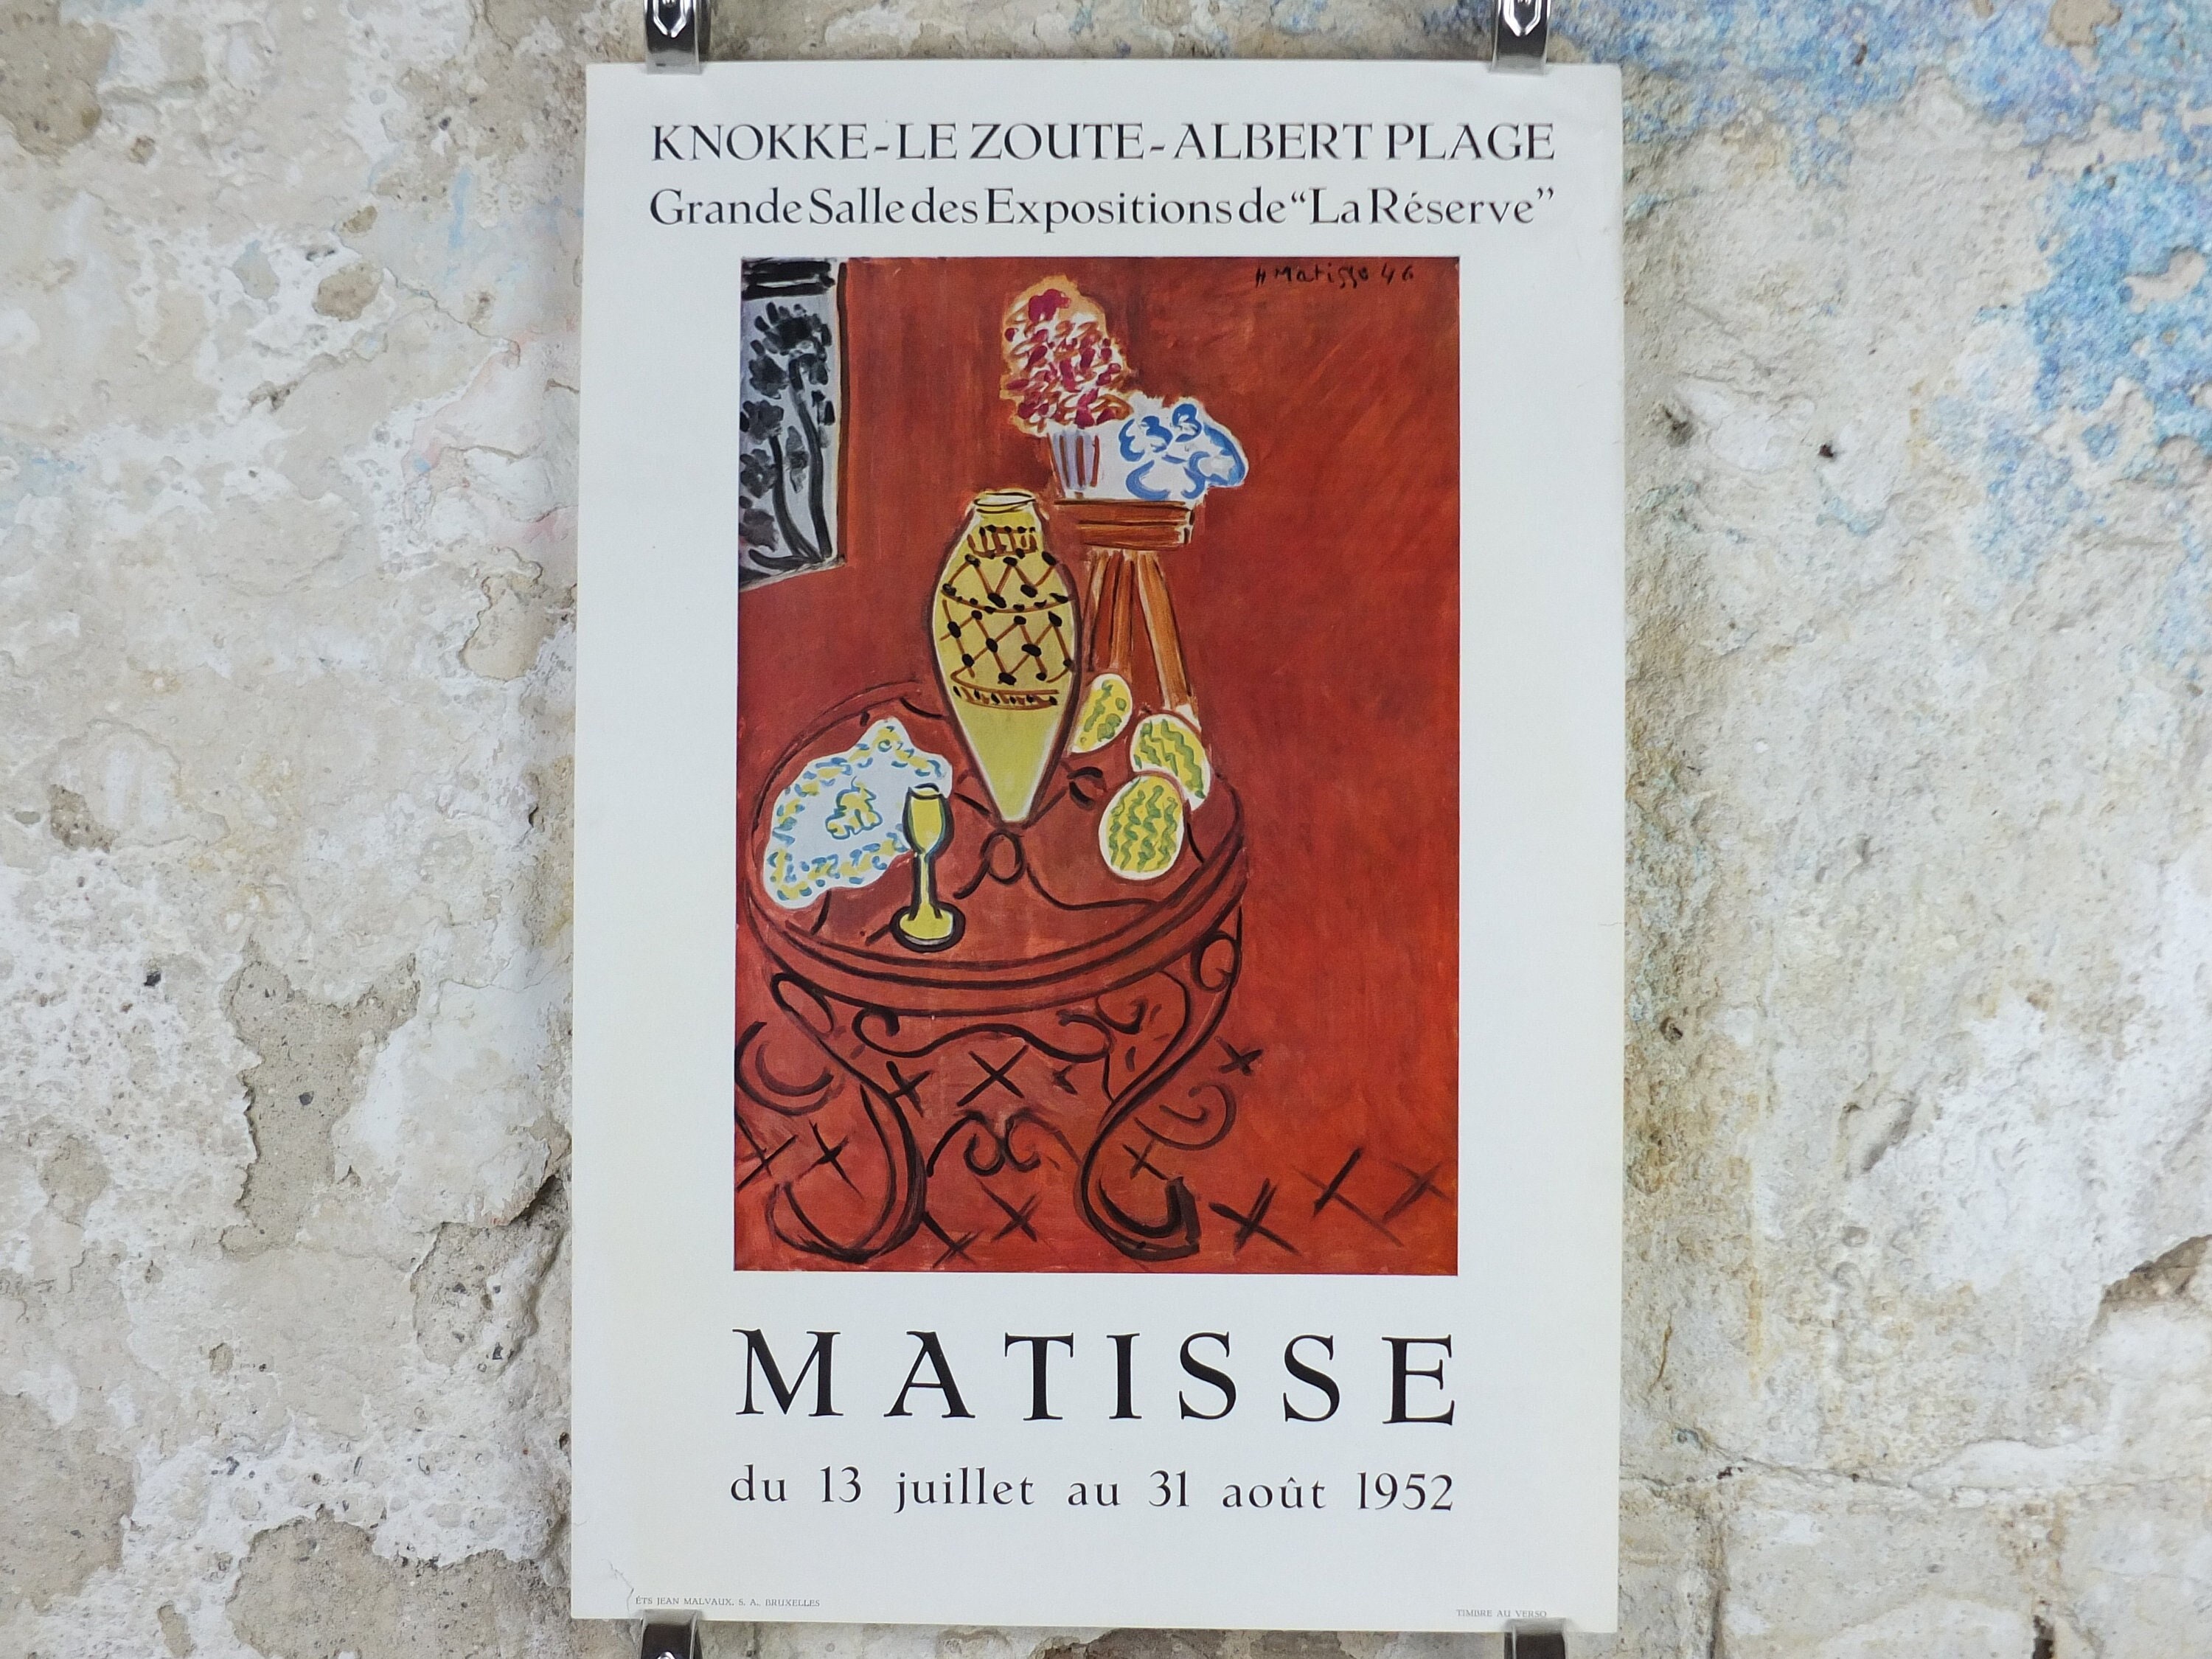 KNOKKE-LE ZOUTE-ALBERT PLAGE
Grande Salle des Expositions de “La Réserve”
H Matisse 46
MATISSE
du 13 juillet au 31 août 1952
ÉTS JEAN MALVAUX. S. A., BRUXELLES
TIMBRE AU VERSO